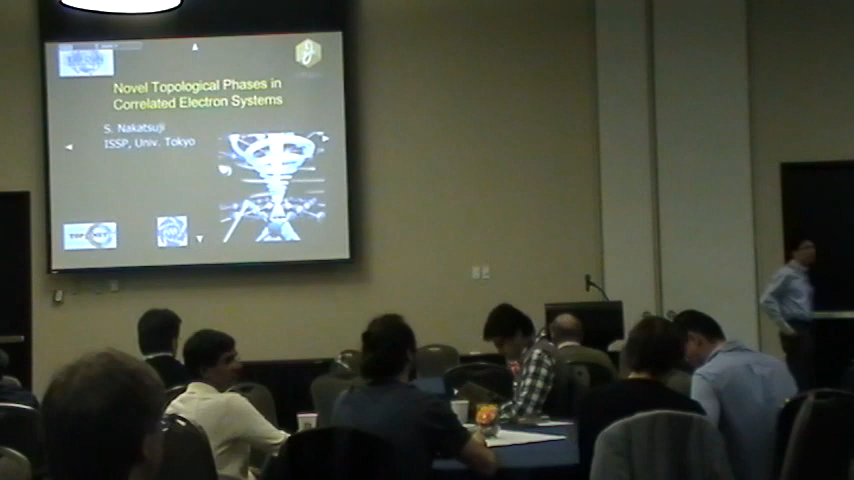 Novel Topological Phases in
Correlated Electron Systems
S. Nakatsuji
ISSP, Univ. Tokyo